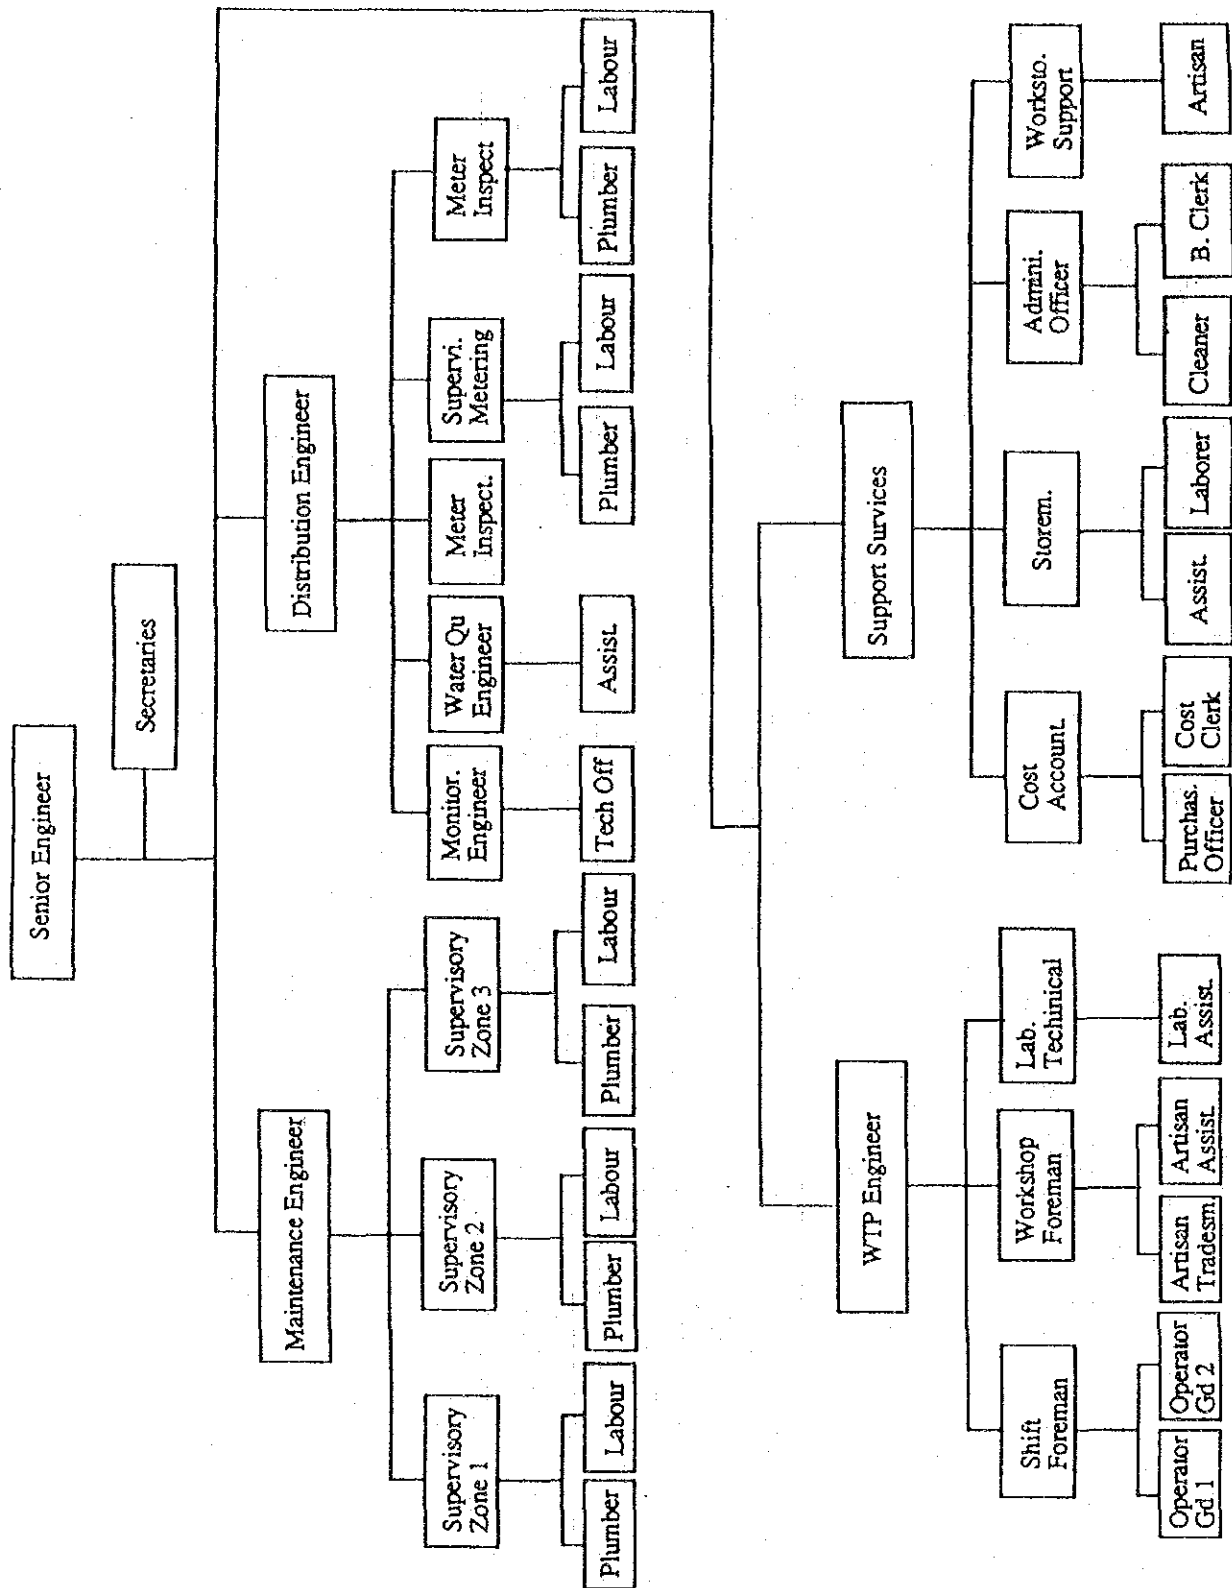 Senior Engineer
Secretaries
Maintenance Engineer
Distribution Engineer
Supervisory
Zone 1
Supervisory
Zone 2
Supervisory
Zone 3
Monitor.
Engineer
Water Qu
Engineer
Meter
Inspect.
Supervi.
Metering
Meter
Inspect
Plumber
Labour
Plumber
Labour
Plumber
Labour
Tech Off
Assist.
Plumber
Labour
Plumber
Labour
WTP Engineer
Support Survices
Shift
Foreman
Workshop
Foreman
Lab.
Techinical
Cost
Account.
Storem.
Admini.
Officer
Worksto.
Support
Operator
Gd 1
Operator
Gd 2
Artisan
Tradesm.
Artisan
Assist.
Lab.
Assist.
Purchas.
Officer
Cost
Clerk
Assist.
Laborer
Cleaner
B. Clerk
Artisan